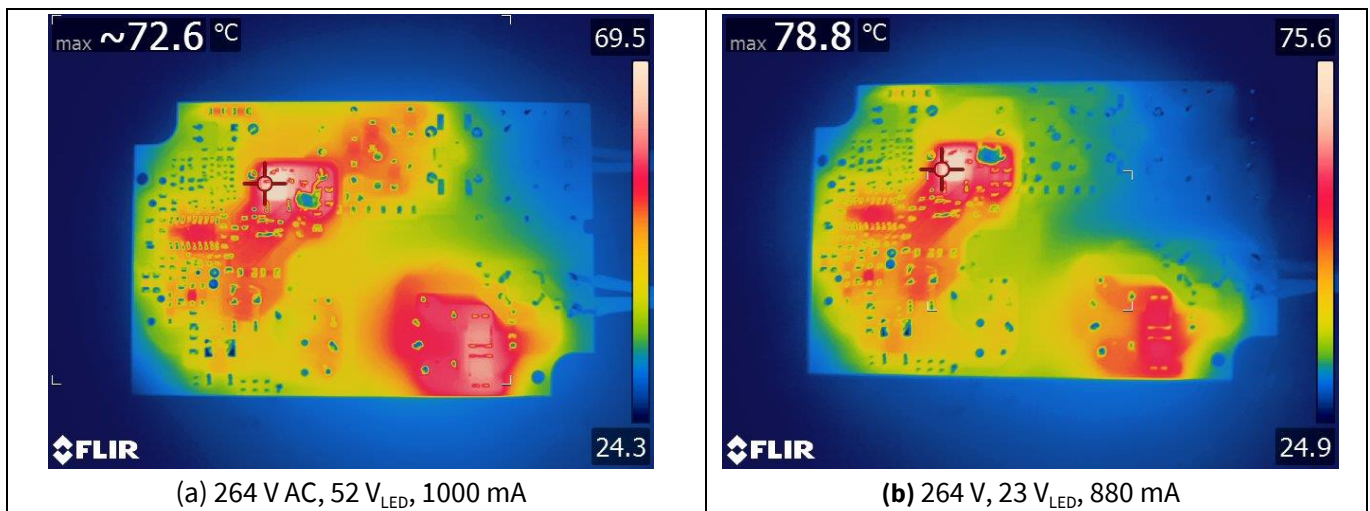 max ~72.6 °C
69.5
FLIR
24.3
(a) 264 V AC, 52 VLED, 1000 mA
max 78.8 °C
75.6
FLIR
24.9
(b) 264 V, 23 VLED, 880 mA